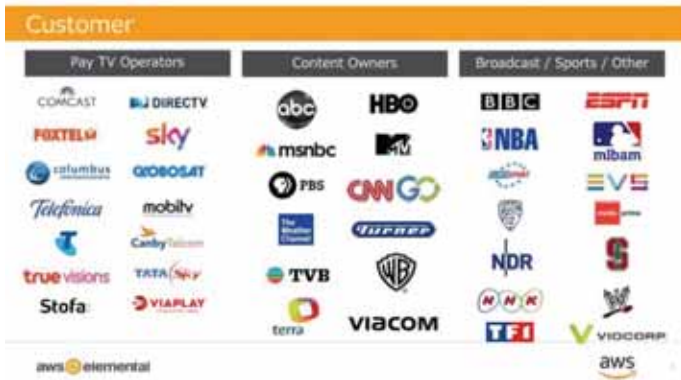 Customer
Pay TV Operators
COMCAST
DIRECTV
FOXTEL
sky
columbus
GLOBOSAT
Telefonica
mobitv
CanbyTelcom
true visions
TATA Sky
Stofa
VIAPLAY
Content Owners
abc
HBO
msnbc
MTV
PBS
CNN GO
The
Weather
Channel
Turner
TVB
WB
terra
VIACOM
Broadcast / Sports / Other
BBC
ESPN
NBA
mlbam
EVS
NDR
S
NHK
W
TF1
VIOCORP
aws elemental
aws